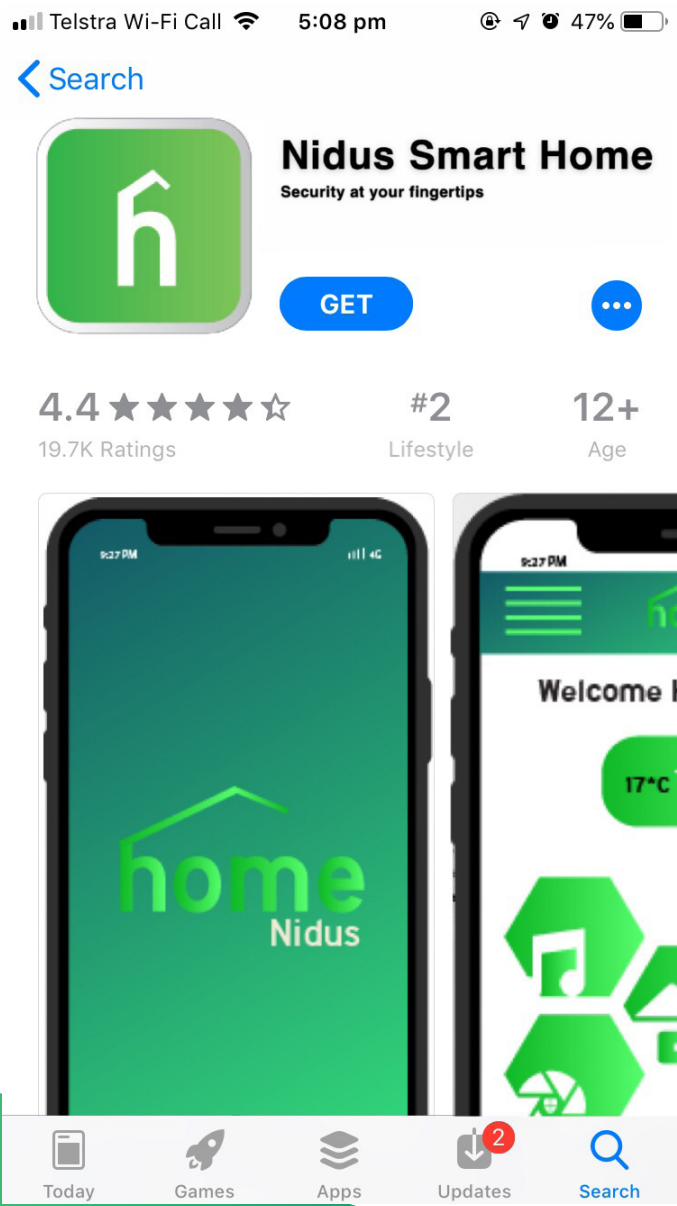 Telstra Wi-Fi Call 5:08 pm 47%
Search
h
Nidus Smart Home
Security at your fingertips
GET
4.4 #2 12+
19.7K Ratings Lifestyle Age
9:27 PM 4G
home
Nidus
9:27 PM
Welcome
17°C
2
Today Games Apps Updates Search